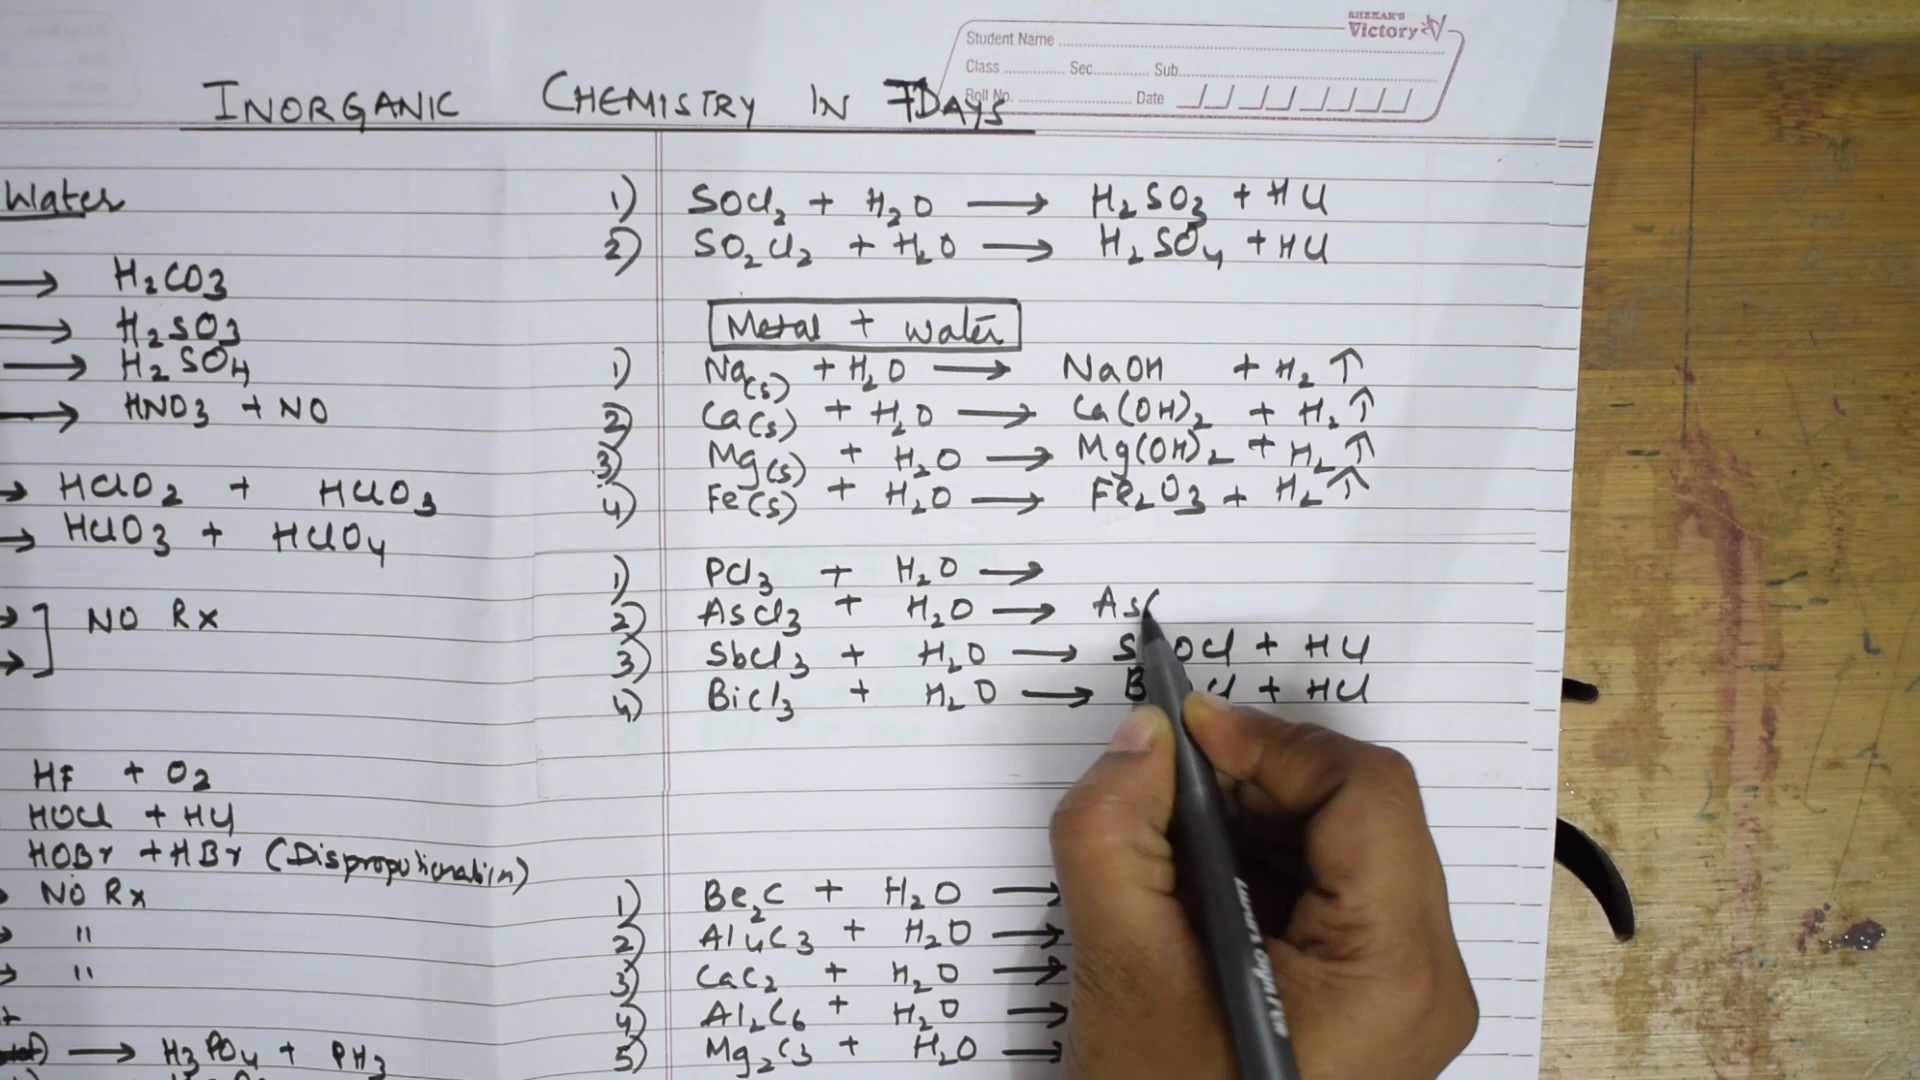 SHEKAR'S
Victory
Student Name
Class Sec. Sub.
Roll No. Date
INORGANIC CHEMISTRY IN 7DAYS
Water
→ H₂CO₃
→ H₂SO₃
→ H₂SO₄
→ HNO₃ + NO
→ HClO₂ + HClO₃
→ HClO₃ + HClO₄
→ ] NO Rx
→
HF + O₂
HOCl + HCl
HOBr + HBr (Disproportionation)
→ NO Rx
→ "
→ "
→ H₃PO₄ + PH₃
1) SOCl₂ + H₂O → H₂SO₃ + HCl
2) SO₂Cl₂ + H₂O → H₂SO₄ + HCl
Metal + water
1) Na(s) + H₂O → NaOH + H₂ ↑
2) Ca(s) + H₂O → Ca(OH)₂ + H₂ ↑
3) Mg(s) + H₂O → Mg(OH)₂ + H₂ ↑
4) Fe(s) + H₂O → Fe₂O₃ + H₂ ↑
1) PCl₃ + H₂O →
2) AsCl₃ + H₂O → As(
3) SbCl₃ + H₂O → S OCl + HCl
4) BiCl₃ + H₂O → B Cl + HCl
1) Be₂C + H₂O →
2) Al₄C₃ + H₂O →
3) CaC₂ + H₂O →
4) Al₂C₆ + H₂O →
5) Mg₂C₃ + H₂O →